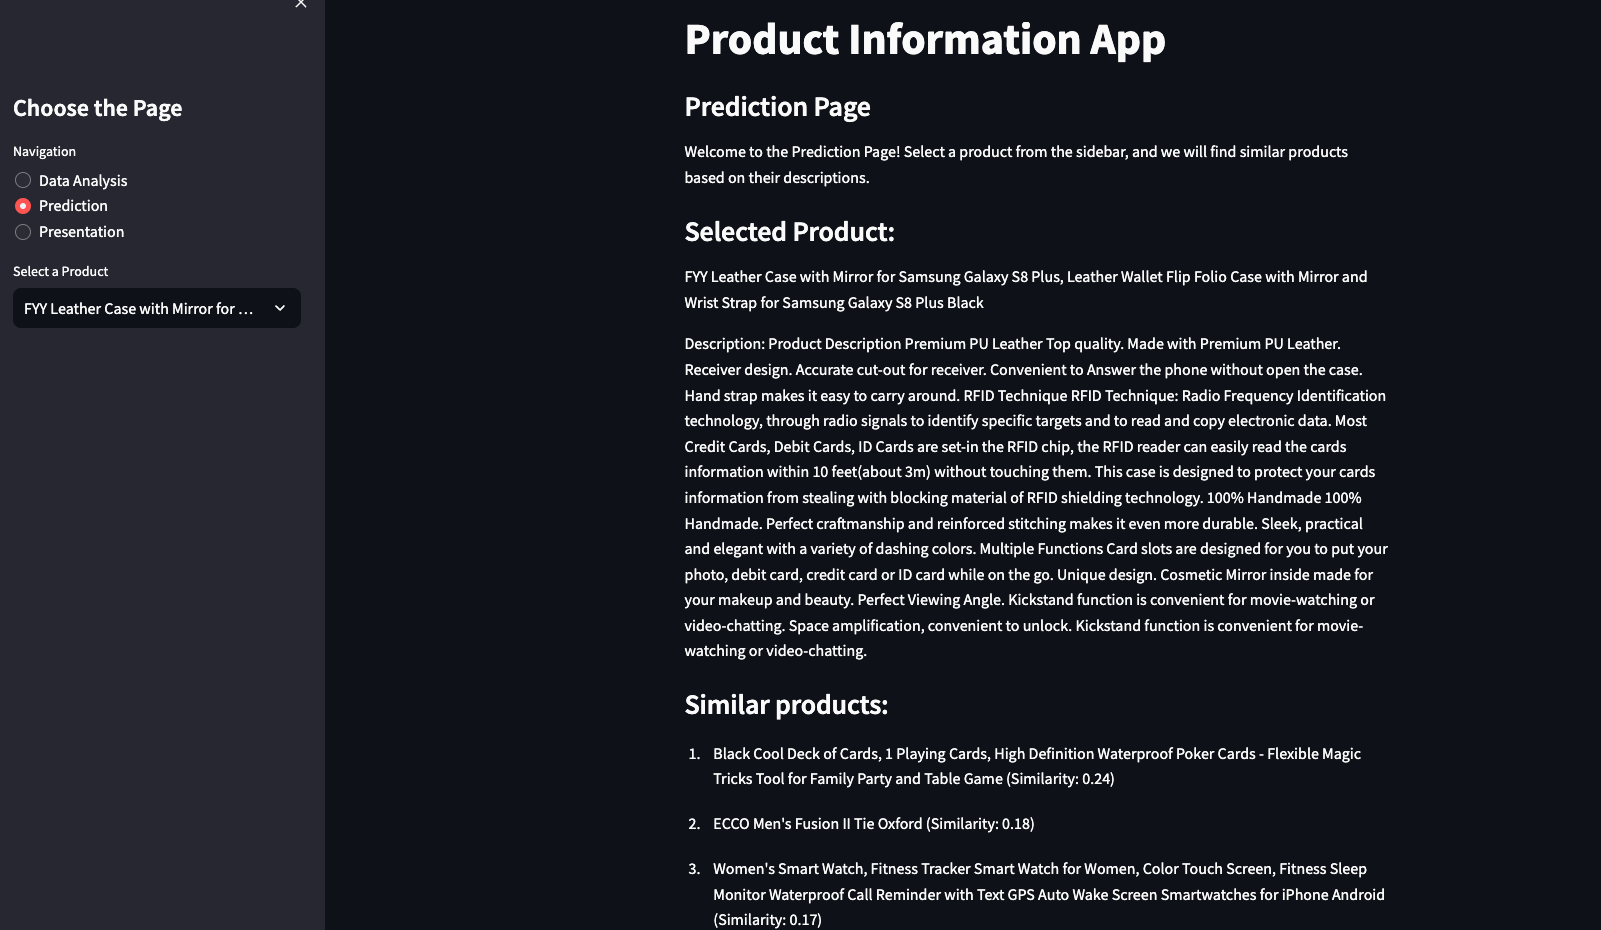 Choose the Page
Navigation
Data Analysis
Prediction
Presentation
Select a Product
FYY Leather Case with Mirror for ...
Product Information App
Prediction Page
Welcome to the Prediction Page! Select a product from the sidebar, and we will find similar products
based on their descriptions.
Selected Product:
FYY Leather Case with Mirror for Samsung Galaxy S8 Plus, Leather Wallet Flip Folio Case with Mirror and
Wrist Strap for Samsung Galaxy S8 Plus Black
Description: Product Description Premium PU Leather Top quality. Made with Premium PU Leather.
Receiver design. Accurate cut-out for receiver. Convenient to Answer the phone without open the case.
Hand strap makes it easy to carry around. RFID Technique RFID Technique: Radio Frequency Identification
technology, through radio signals to identify specific targets and to read and copy electronic data. Most
Credit Cards, Debit Cards, ID Cards are set-in the RFID chip, the RFID reader can easily read the cards
information within 10 feet(about 3m) without touching them. This case is designed to protect your cards
information from stealing with blocking material of RFID shielding technology. 100% Handmade 100%
Handmade. Perfect craftmanship and reinforced stitching makes it even more durable. Sleek, practical
and elegant with a variety of dashing colors. Multiple Functions Card slots are designed for you to put your
photo, debit card, credit card or ID card while on the go. Unique design. Cosmetic Mirror inside made for
your makeup and beauty. Perfect Viewing Angle. Kickstand function is convenient for movie-watching or
video-chatting. Space amplification, convenient to unlock. Kickstand function is convenient for movie-
watching or video-chatting.
Similar products:
1. Black Cool Deck of Cards, 1 Playing Cards, High Definition Waterproof Poker Cards - Flexible Magic
Tricks Tool for Family Party and Table Game (Similarity: 0.24)
2. ECCO Men's Fusion II Tie Oxford (Similarity: 0.18)
3. Women's Smart Watch, Fitness Tracker Smart Watch for Women, Color Touch Screen, Fitness Sleep
Monitor Waterproof Call Reminder with Text GPS Auto Wake Screen Smartwatches for iPhone Android
(Similarity: 0.17)